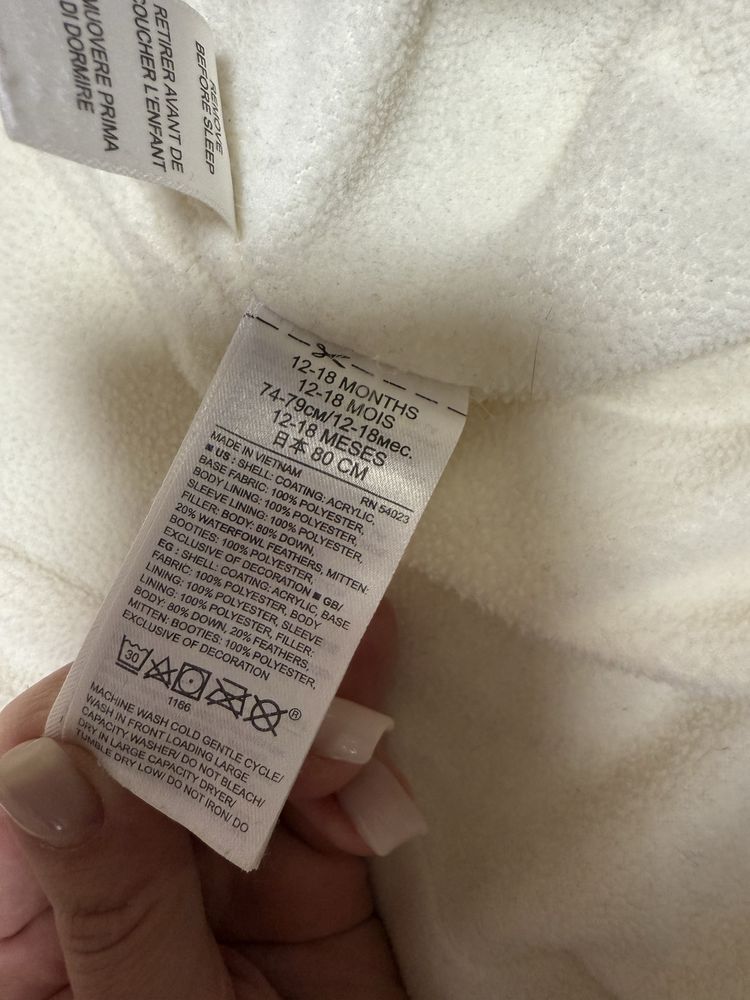 REMOVE
BEFORE SLEEP
RETIRER AVANT DE
COUCHER L'ENFANT
MUOVERE PRIMA
DI DORMIRE
12-18 MONTHS
12-18 MOIS
74-79см/12-18мес.
12-18 MESES
日本 80 CM
MADE IN VIETNAM RN 54023
■ US : SHELL: COATING: ACRYLIC,
BASE FABRIC: 100% POLYESTER,
BODY LINING: 100% POLYESTER,
SLEEVE LINING: 100% POLYESTER,
FILLER: BODY: 80% DOWN,
20% WATERFOWL FEATHERS, MITTEN:
BOOTIES: 100% POLYESTER,
EXCLUSIVE OF DECORATION ■ GB/
EG : SHELL: COATING: ACRYLIC, BASE
FABRIC: 100% POLYESTER, BODY
LINING: 100% POLYESTER, SLEEVE
LINING: 100% POLYESTER, FILLER:
BODY: 80% DOWN, 20% FEATHERS,
MITTEN: BOOTIES: 100% POLYESTER,
EXCLUSIVE OF DECORATION
30 ®
1166
MACHINE WASH COLD GENTLE CYCLE/
WASH IN FRONT LOADING LARGE
CAPACITY WASHER/ DO NOT BLEACH/
DRY IN LARGE CAPACITY DRYER/
TUMBLE DRY LOW/ DO NOT IRON/ DO